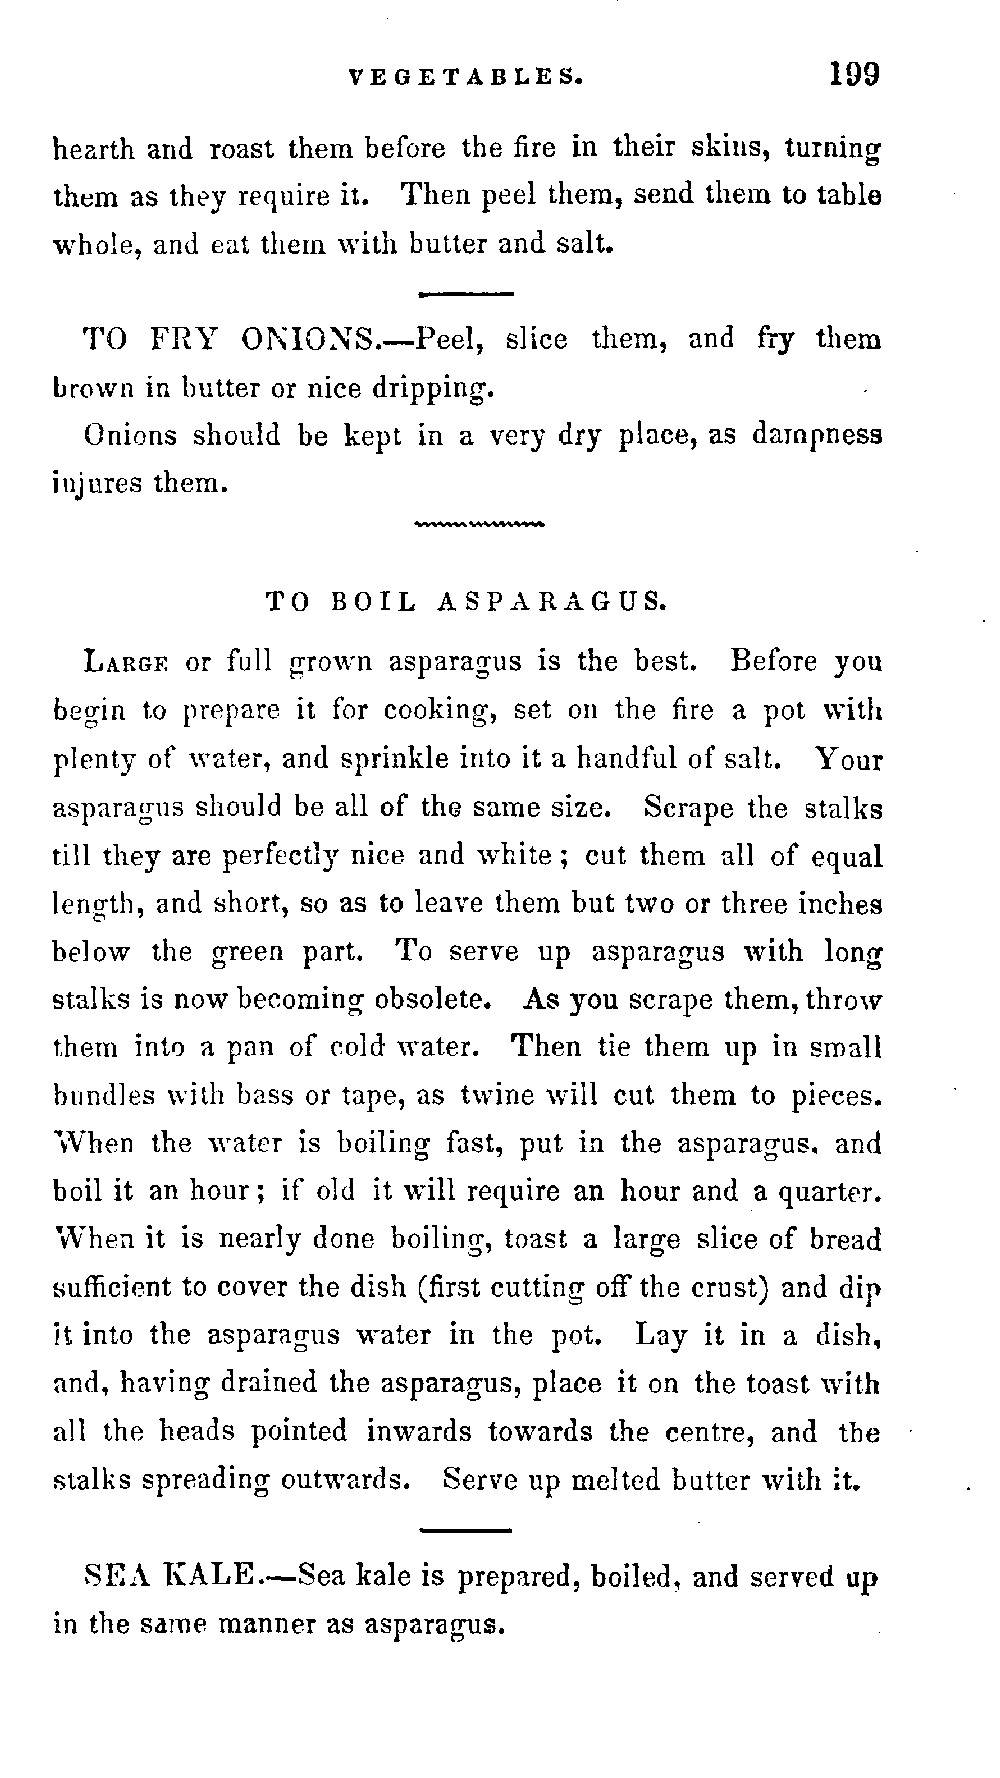 VEGETABLES. 199
hearth and roast them before the fire in their skins, turning
them as they require it. Then peel them, send them to table
whole, and eat them with butter and salt.
TO FRY ONIONS.—Peel, slice them, and fry them
brown in butter or nice dripping.
Onions should be kept in a very dry place, as dampness
injures them.
TO BOIL ASPARAGUS.
LARGE or full grown asparagus is the best. Before you
begin to prepare it for cooking, set on the fire a pot with
plenty of water, and sprinkle into it a handful of salt. Your
asparagus should be all of the same size. Scrape the stalks
till they are perfectly nice and white; cut them all of equal
length, and short, so as to leave them but two or three inches
below the green part. To serve up asparagus with long
stalks is now becoming obsolete. As you scrape them, throw
them into a pan of cold water. Then tie them up in small
bundles with bass or tape, as twine will cut them to pieces.
When the water is boiling fast, put in the asparagus, and
boil it an hour; if old it will require an hour and a quarter.
When it is nearly done boiling, toast a large slice of bread
sufficient to cover the dish (first cutting off the crust) and dip
it into the asparagus water in the pot. Lay it in a dish,
and, having drained the asparagus, place it on the toast with
all the heads pointed inwards towards the centre, and the
stalks spreading outwards. Serve up melted butter with it.
SEA KALE.—Sea kale is prepared, boiled, and served up
in the same manner as asparagus.